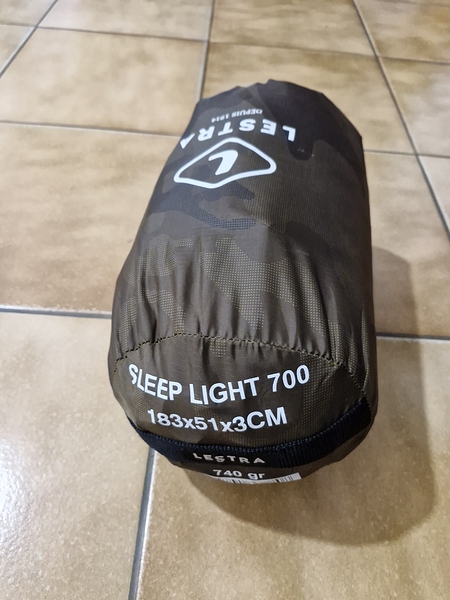 LESTRA
DEPUIS 1914
SLEEP LIGHT 700
183x51x3CM
LESTRA
740 gr